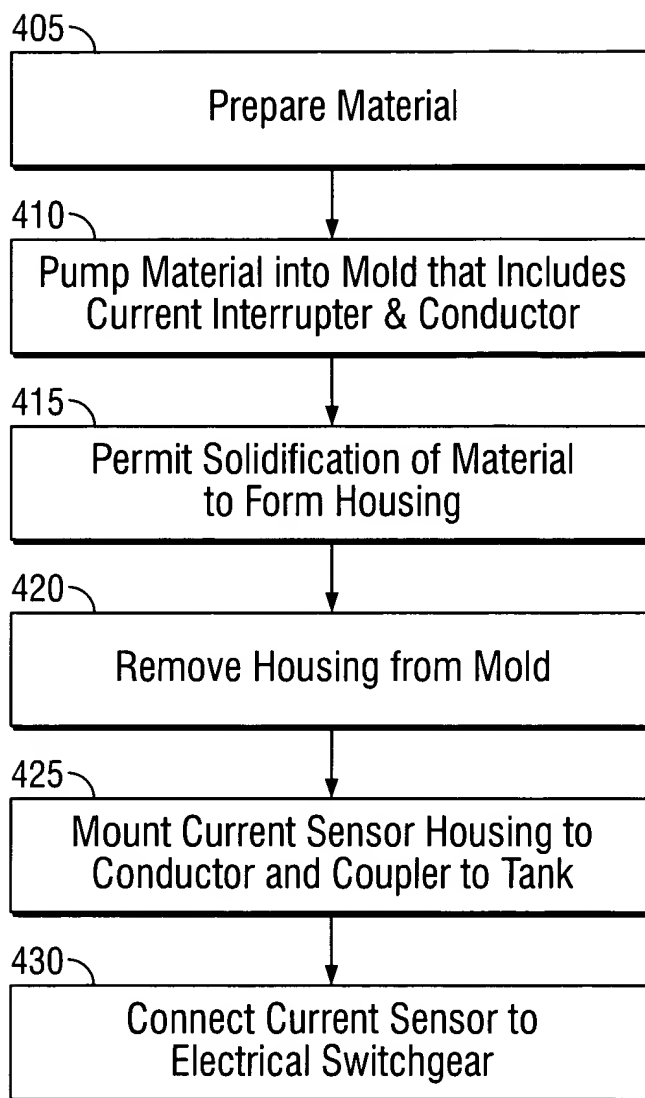 405
Prepare Material
410
Pump Material into Mold that Includes
Current Interrupter & Conductor
415
Permit Solidification of Material
to Form Housing
420
Remove Housing from Mold
425
Mount Current Sensor Housing to
Conductor and Coupler to Tank
430
Connect Current Sensor to
Electrical Switchgear